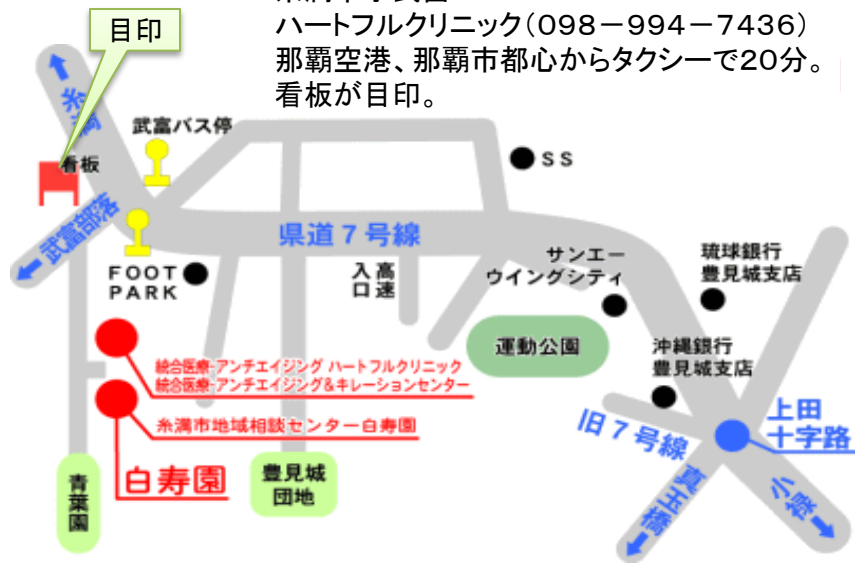 目印
ハートフルクリニック(098-994-7436)
那覇空港、那覇市都心からタクシーで20分。
看板が目印。
糸満
武富バス停
看板
SS
武富部落
県道7号線
FOOT
PARK
高速
入口
サンエー
ウイングシティ
琉球銀行
豊見城支店
運動公園
沖縄銀行
豊見城支店
統合医療・アンチエイジング ハートフルクリニック
統合医療・アンチエイジング&キレーションセンター
糸満市地域相談センター白寿園
上田
十字路
旧7号線
白寿園
豊見城
団地
青葉園
真玉橋
小禄